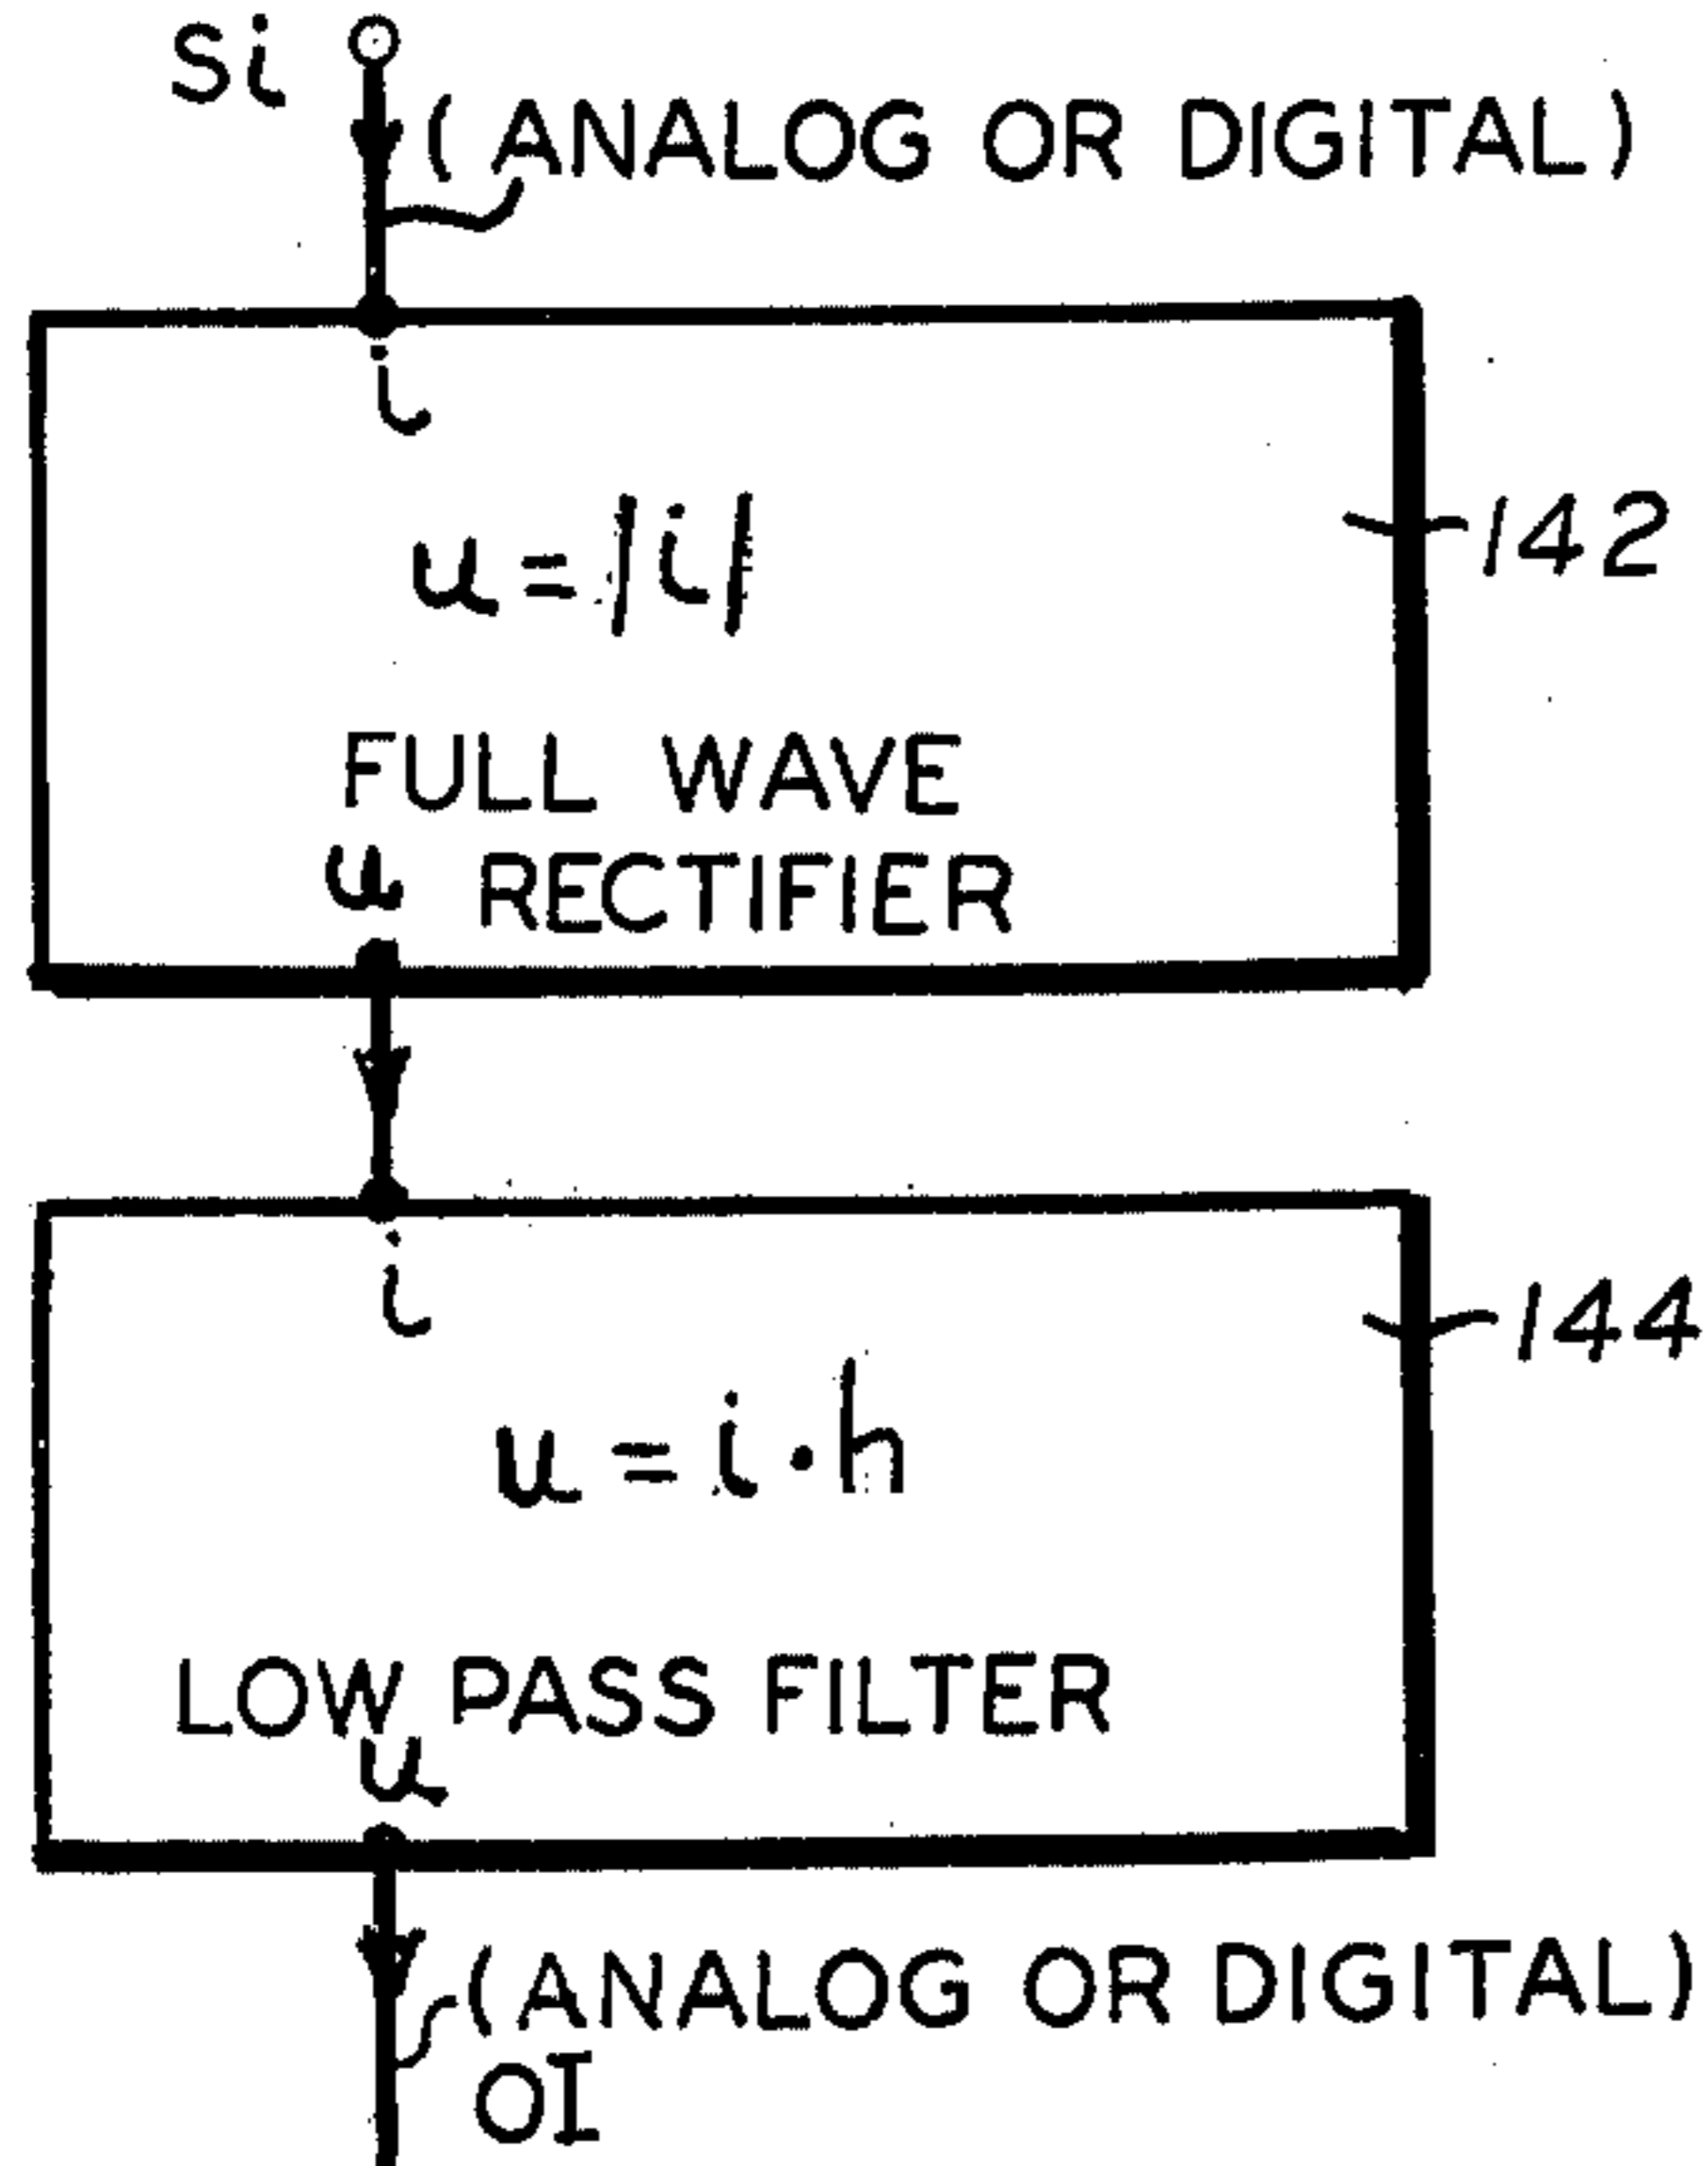 Si
(ANALOG OR DIGITAL)
i
u = |i|
142
FULL WAVE
RECTIFIER
u
i
144
u = i · h
LOW PASS FILTER
u
(ANALOG OR DIGITAL)
OI